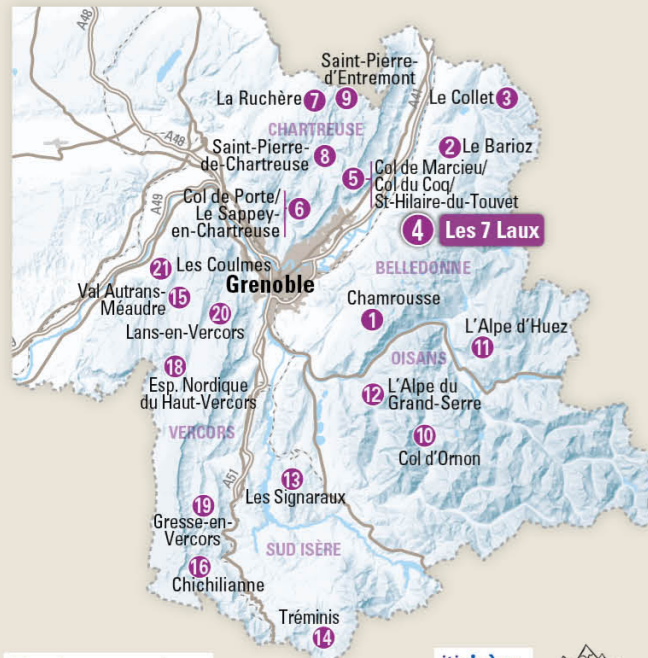 A48
A41
Saint-Pierre-
d'Entremont
La Ruchère 7
9
Le Collet 3
CHARTREUSE
A48
2 Le Barioz
Saint-Pierre-
de-Chartreuse 8
5 Col de Marcieu/
Col du Coq/
St-Hilaire-du-Touvet
A49
Col de Porte/
Le Sappey-
en-Chartreuse 6
4 Les 7 Laux
BELLEDONNE
21 Les Coulmes
Grenoble
Val Autrans-
Méaudre 15
20
Lans-en-Vercors
Chamrousse
1
L'Alpe d'Huez
11
OISANS
18
Esp. Nordique
du Haut-Vercors
12 L'Alpe du
Grand-Serre
VERCORS
10
Col d'Ornon
A51
13
Les Signaraux
19
Gresse-en-
Vercors
SUD ISÈRE
16
Chichilianne
Tréminis
14